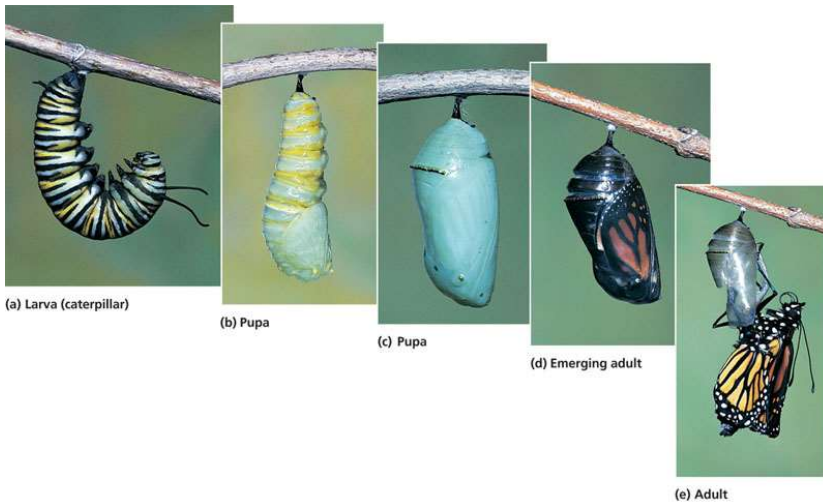 (a) Larva (caterpillar)
(b) Pupa
(c) Pupa
(d) Emerging adult
(e) Adult